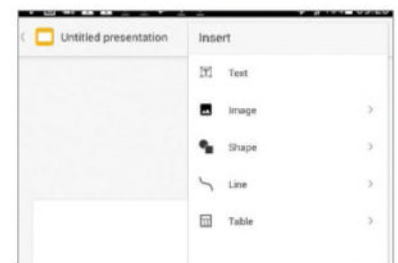 Untitled presentation
Insert
Text
Image
Shape
Line
Table